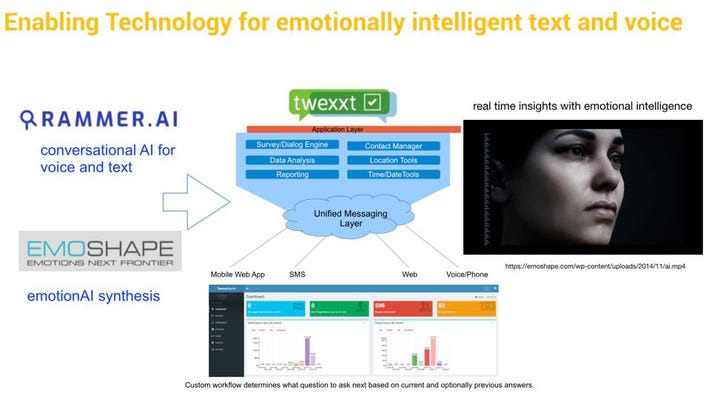 Enabling Technology for emotionally intelligent text and voice
RAMMER.AI
conversational AI for
voice and text
EMOSHAPE
EMOTIONS NEXT FRONTIER
emotionAI synthesis
twexxt
Application Layer
Survey/Dialog Engine
Contact Manager
Data Analysis
Location Tools
Reporting
Time/DateTools
Unified Messaging
Layer
Mobile Web App
SMS
Web
Voice/Phone
real time insights with emotional intelligence
https://emoshape.com/wp-content/uploads/2014/11/ai.mp4
Dashboard
0
0
596
90
Custom workflow determines what question to ask next based on current and optionally previous answers.